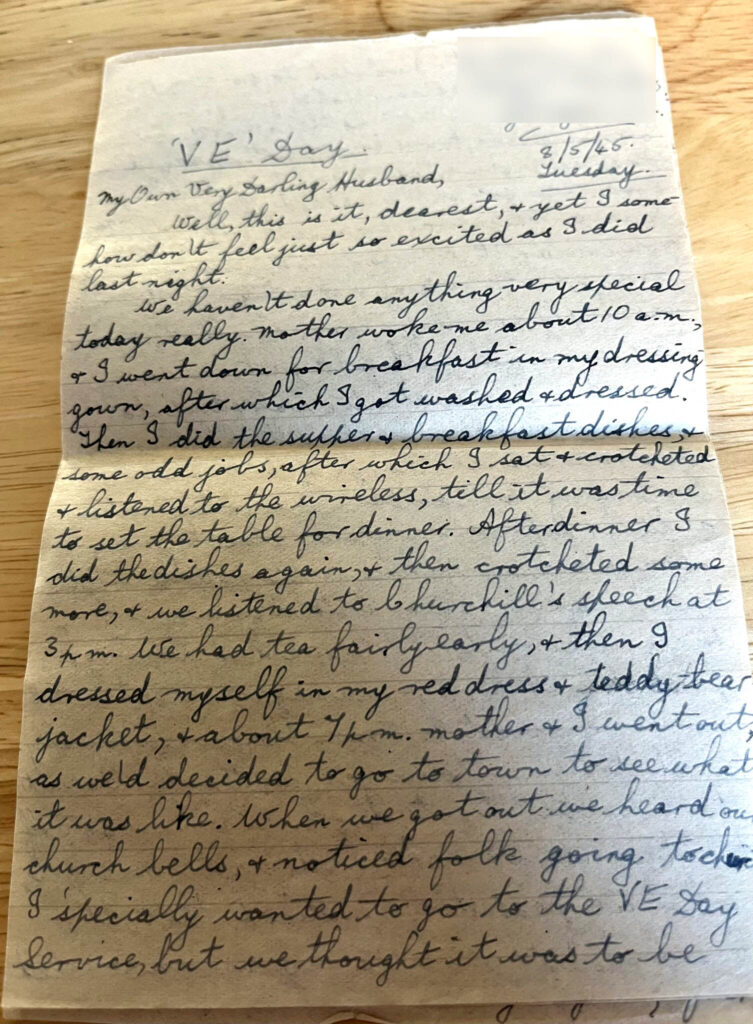 'VE' Day.
8/5/45.
Tuesday.
My Own Very Darling Husband,
Well, this is it, dearest, & yet I some-
how don't feel just so excited as I did
last night.
We haven't done anything very special
today really. Mother woke me about 10 a.m.,
& I went down for breakfast in my dressing
gown, after which I got washed & dressed.
Then I did the supper & breakfast dishes, &
some odd jobs, after which I sat & crotcheted
& listened to the wireless, till it was time
to set the table for dinner. After dinner I
did the dishes again, & then crotcheted some
more, & we listened to Churchill's speech at
3 p.m. We had tea fairly early, & then I
dressed myself in my red dress & teddy bear
jacket, & about 7 p.m. mother & I went out,
as we'd decided to go to town to see what
it was like. When we got out we heard our
church bells, & noticed folk going to
I 'specially wanted to go to the VE Day
Service, but we thought it was to be